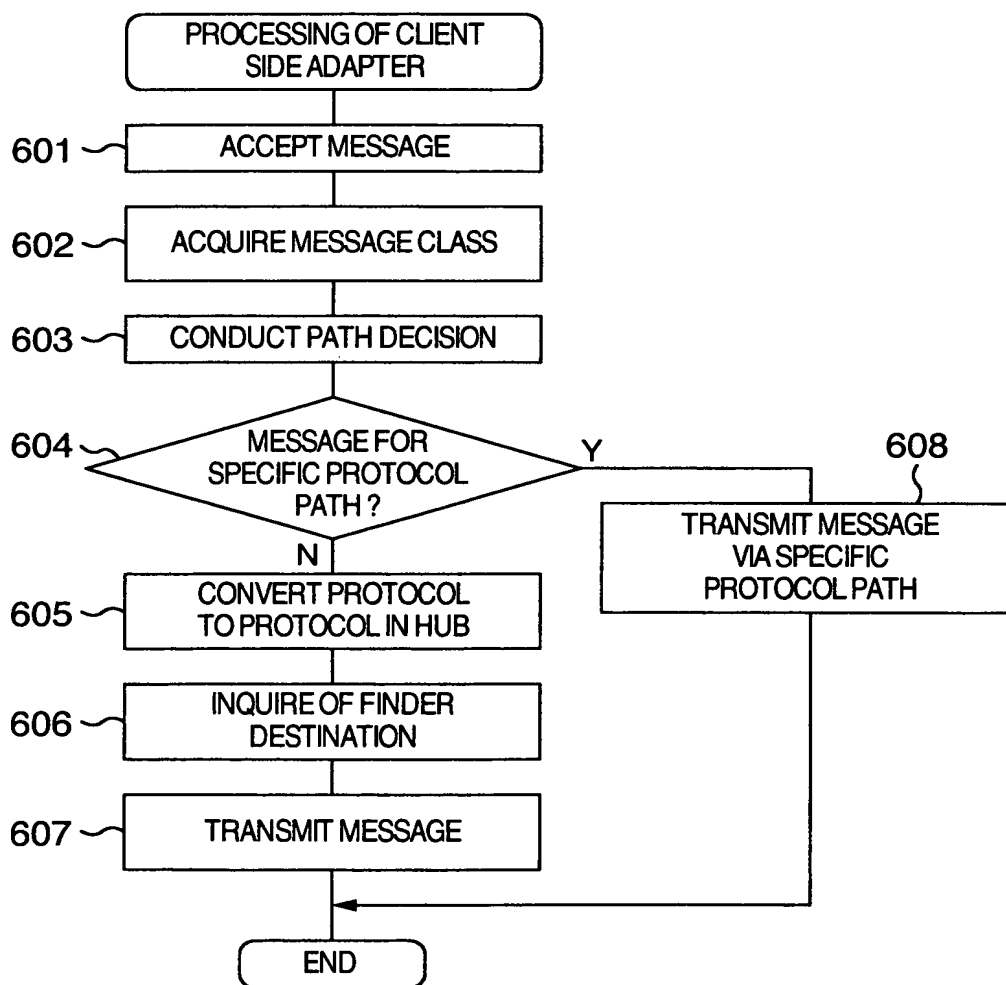 PROCESSING OF CLIENT
SIDE ADAPTER
601
ACCEPT MESSAGE
602
ACQUIRE MESSAGE CLASS
603
CONDUCT PATH DECISION
604
MESSAGE FOR
SPECIFIC PROTOCOL
PATH ?
Y
N
608
TRANSMIT MESSAGE
VIA SPECIFIC
PROTOCOL PATH
605
CONVERT PROTOCOL
TO PROTOCOL IN HUB
606
INQUIRE OF FINDER
DESTINATION
607
TRANSMIT MESSAGE
END